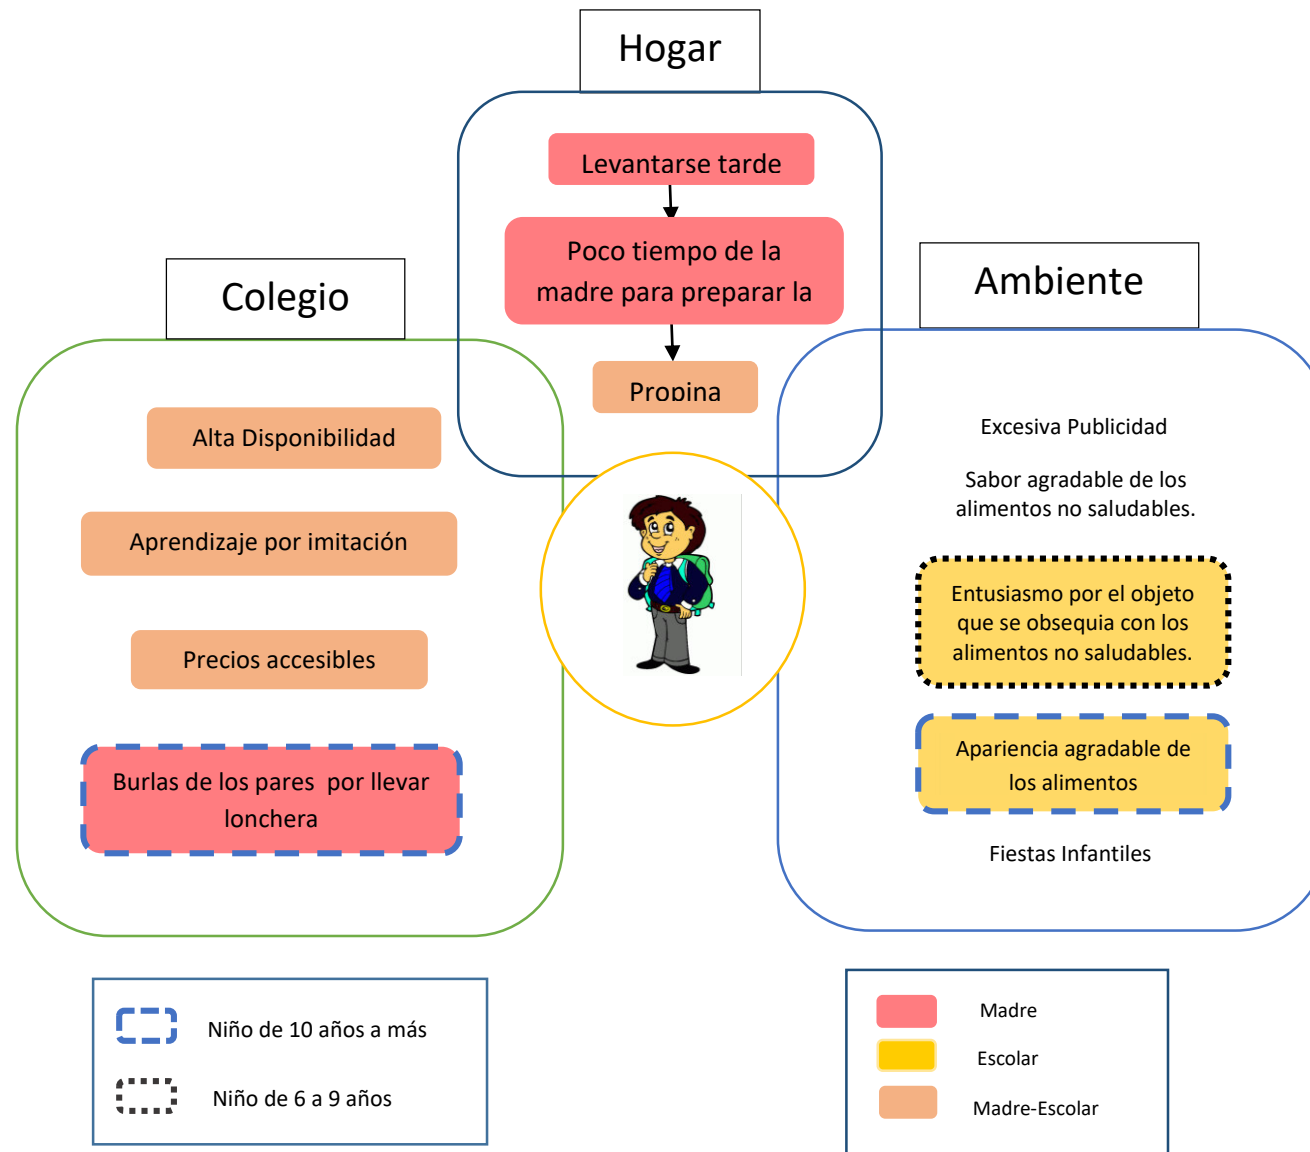 Hogar
Levantarse tarde
Poco tiempo de la
madre para preparar la
Propina
Colegio
Alta Disponibilidad
Aprendizaje por imitación
Precios accesibles
Burlas de los pares por llevar
lonchera
Ambiente
Excesiva Publicidad
Sabor agradable de los
alimentos no saludables.
Entusiasmo por el objeto
que se obsequia con los
alimentos no saludables.
Apariencia agradable de
los alimentos
Fiestas Infantiles
Niño de 10 años a más
Niño de 6 a 9 años
Madre
Escolar
Madre-Escolar